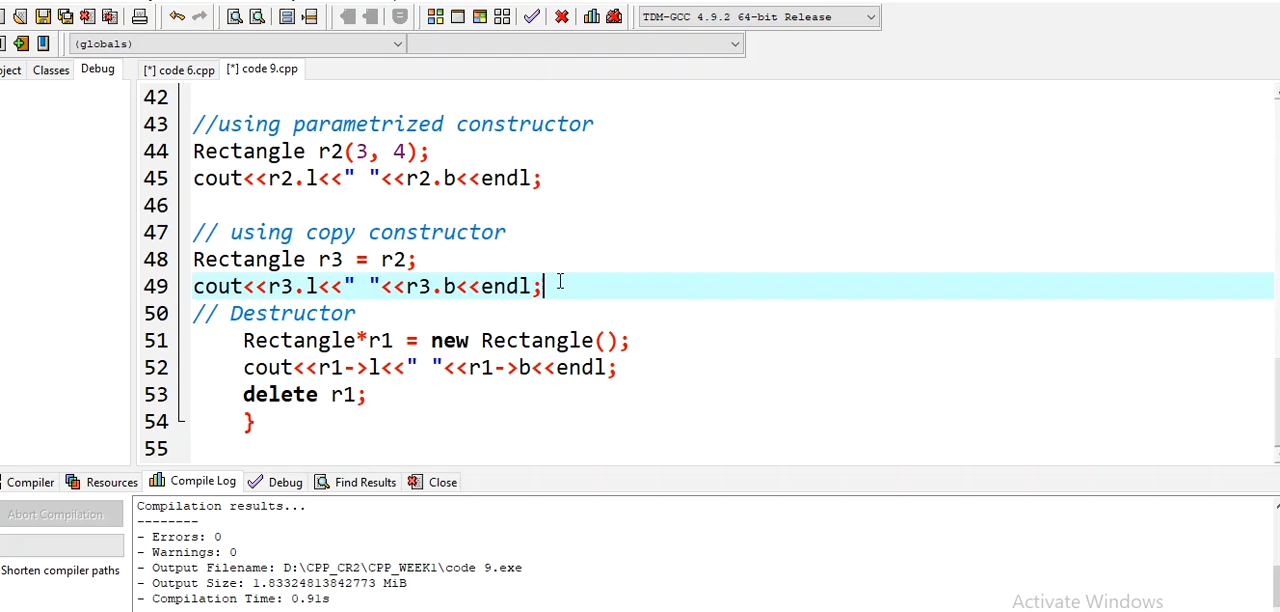 TDM-GCC 4.9.2 64-bit Release
(globals)
ject Classes Debug [*] code 6.cpp [*] code 9.cpp
42
43 //using parametrized constructor
44 Rectangle r2(3, 4);
45 cout<<r2.l<<" "<<r2.b<<endl;
46
47 // using copy constructor
48 Rectangle r3 = r2;
49 cout<<r3.l<<" "<<r3.b<<endl;
50 // Destructor
51 Rectangle*r1 = new Rectangle();
52 cout<<r1->l<<" "<<r1->b<<endl;
53 delete r1;
54 }
55
Compiler Resources Compile Log Debug Find Results Close
Abort Compilation
Shorten compiler paths
Compilation results...
--------
- Errors: 0
- Warnings: 0
- Output Filename: D:\CPP_CR2\CPP_WEEK1\code 9.exe
- Output Size: 1.83324813842773 MiB
- Compilation Time: 0.91s
Activate Windows